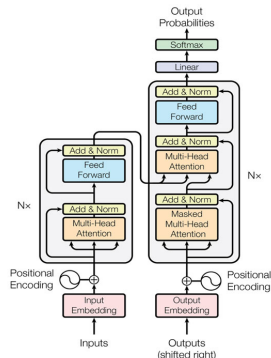 Output
Probabilities
Softmax
Linear
Add & Norm
Feed
Forward
Add & Norm
Multi-Head
Attention
Add & Norm
Masked
Multi-Head
Attention
N×
Add & Norm
Feed
Forward
Add & Norm
Multi-Head
Attention
N×
Positional
Encoding
Positional
Encoding
Input
Embedding
Output
Embedding
Inputs
Outputs
(shifted right)